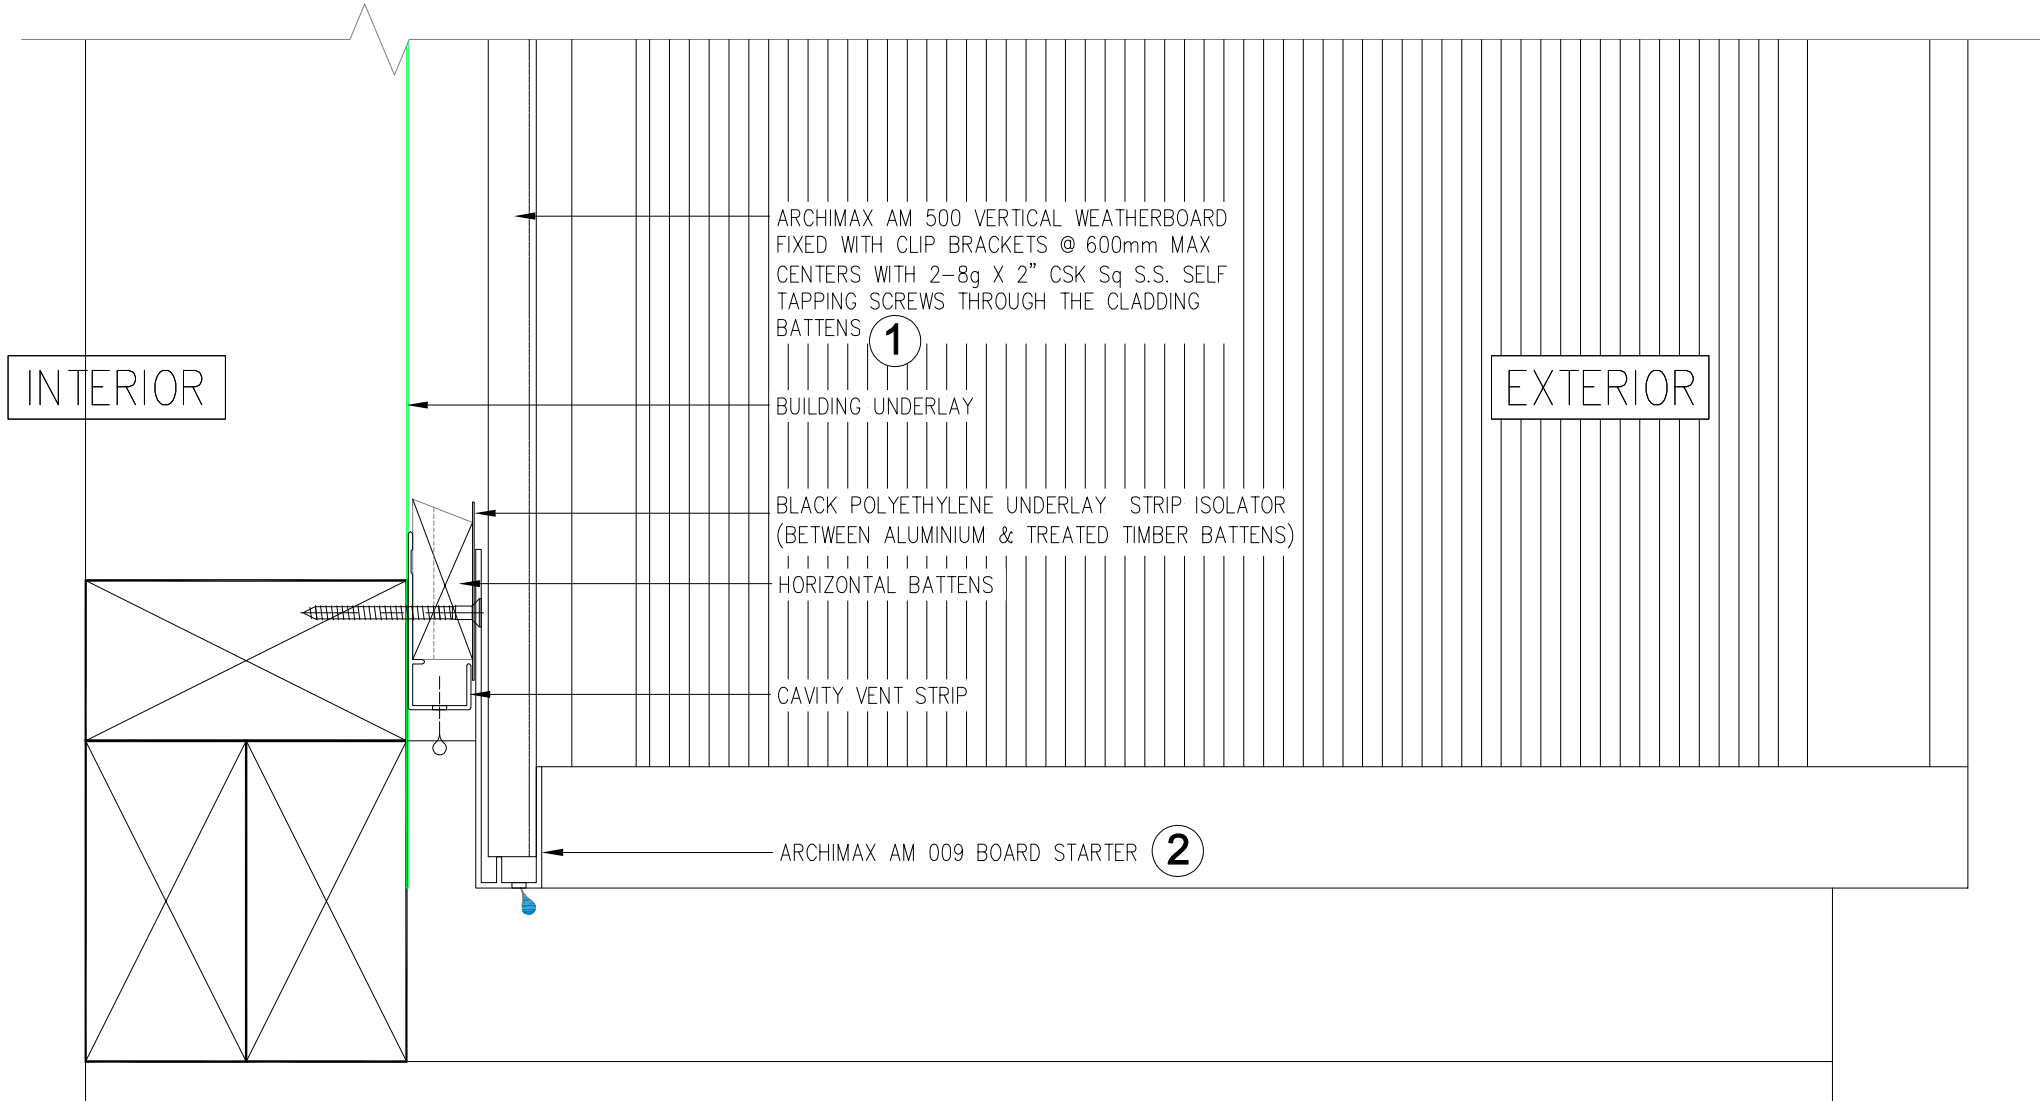 ARCHIMAX AM 500 VERTICAL WEATHERBOARD
FIXED WITH CLIP BRACKETS @ 600mm MAX
CENTERS WITH 2-8g X 2" CSK Sq S.S. SELF
TAPPING SCREWS THROUGH THE CLADDING
BATTENS 1
INTERIOR
EXTERIOR
BUILDING UNDERLAY
BLACK POLYETHYLENE UNDERLAY STRIP ISOLATOR
(BETWEEN ALUMINIUM & TREATED TIMBER BATTENS)
HORIZONTAL BATTENS
CAVITY VENT STRIP
ARCHIMAX AM 009 BOARD STARTER 2